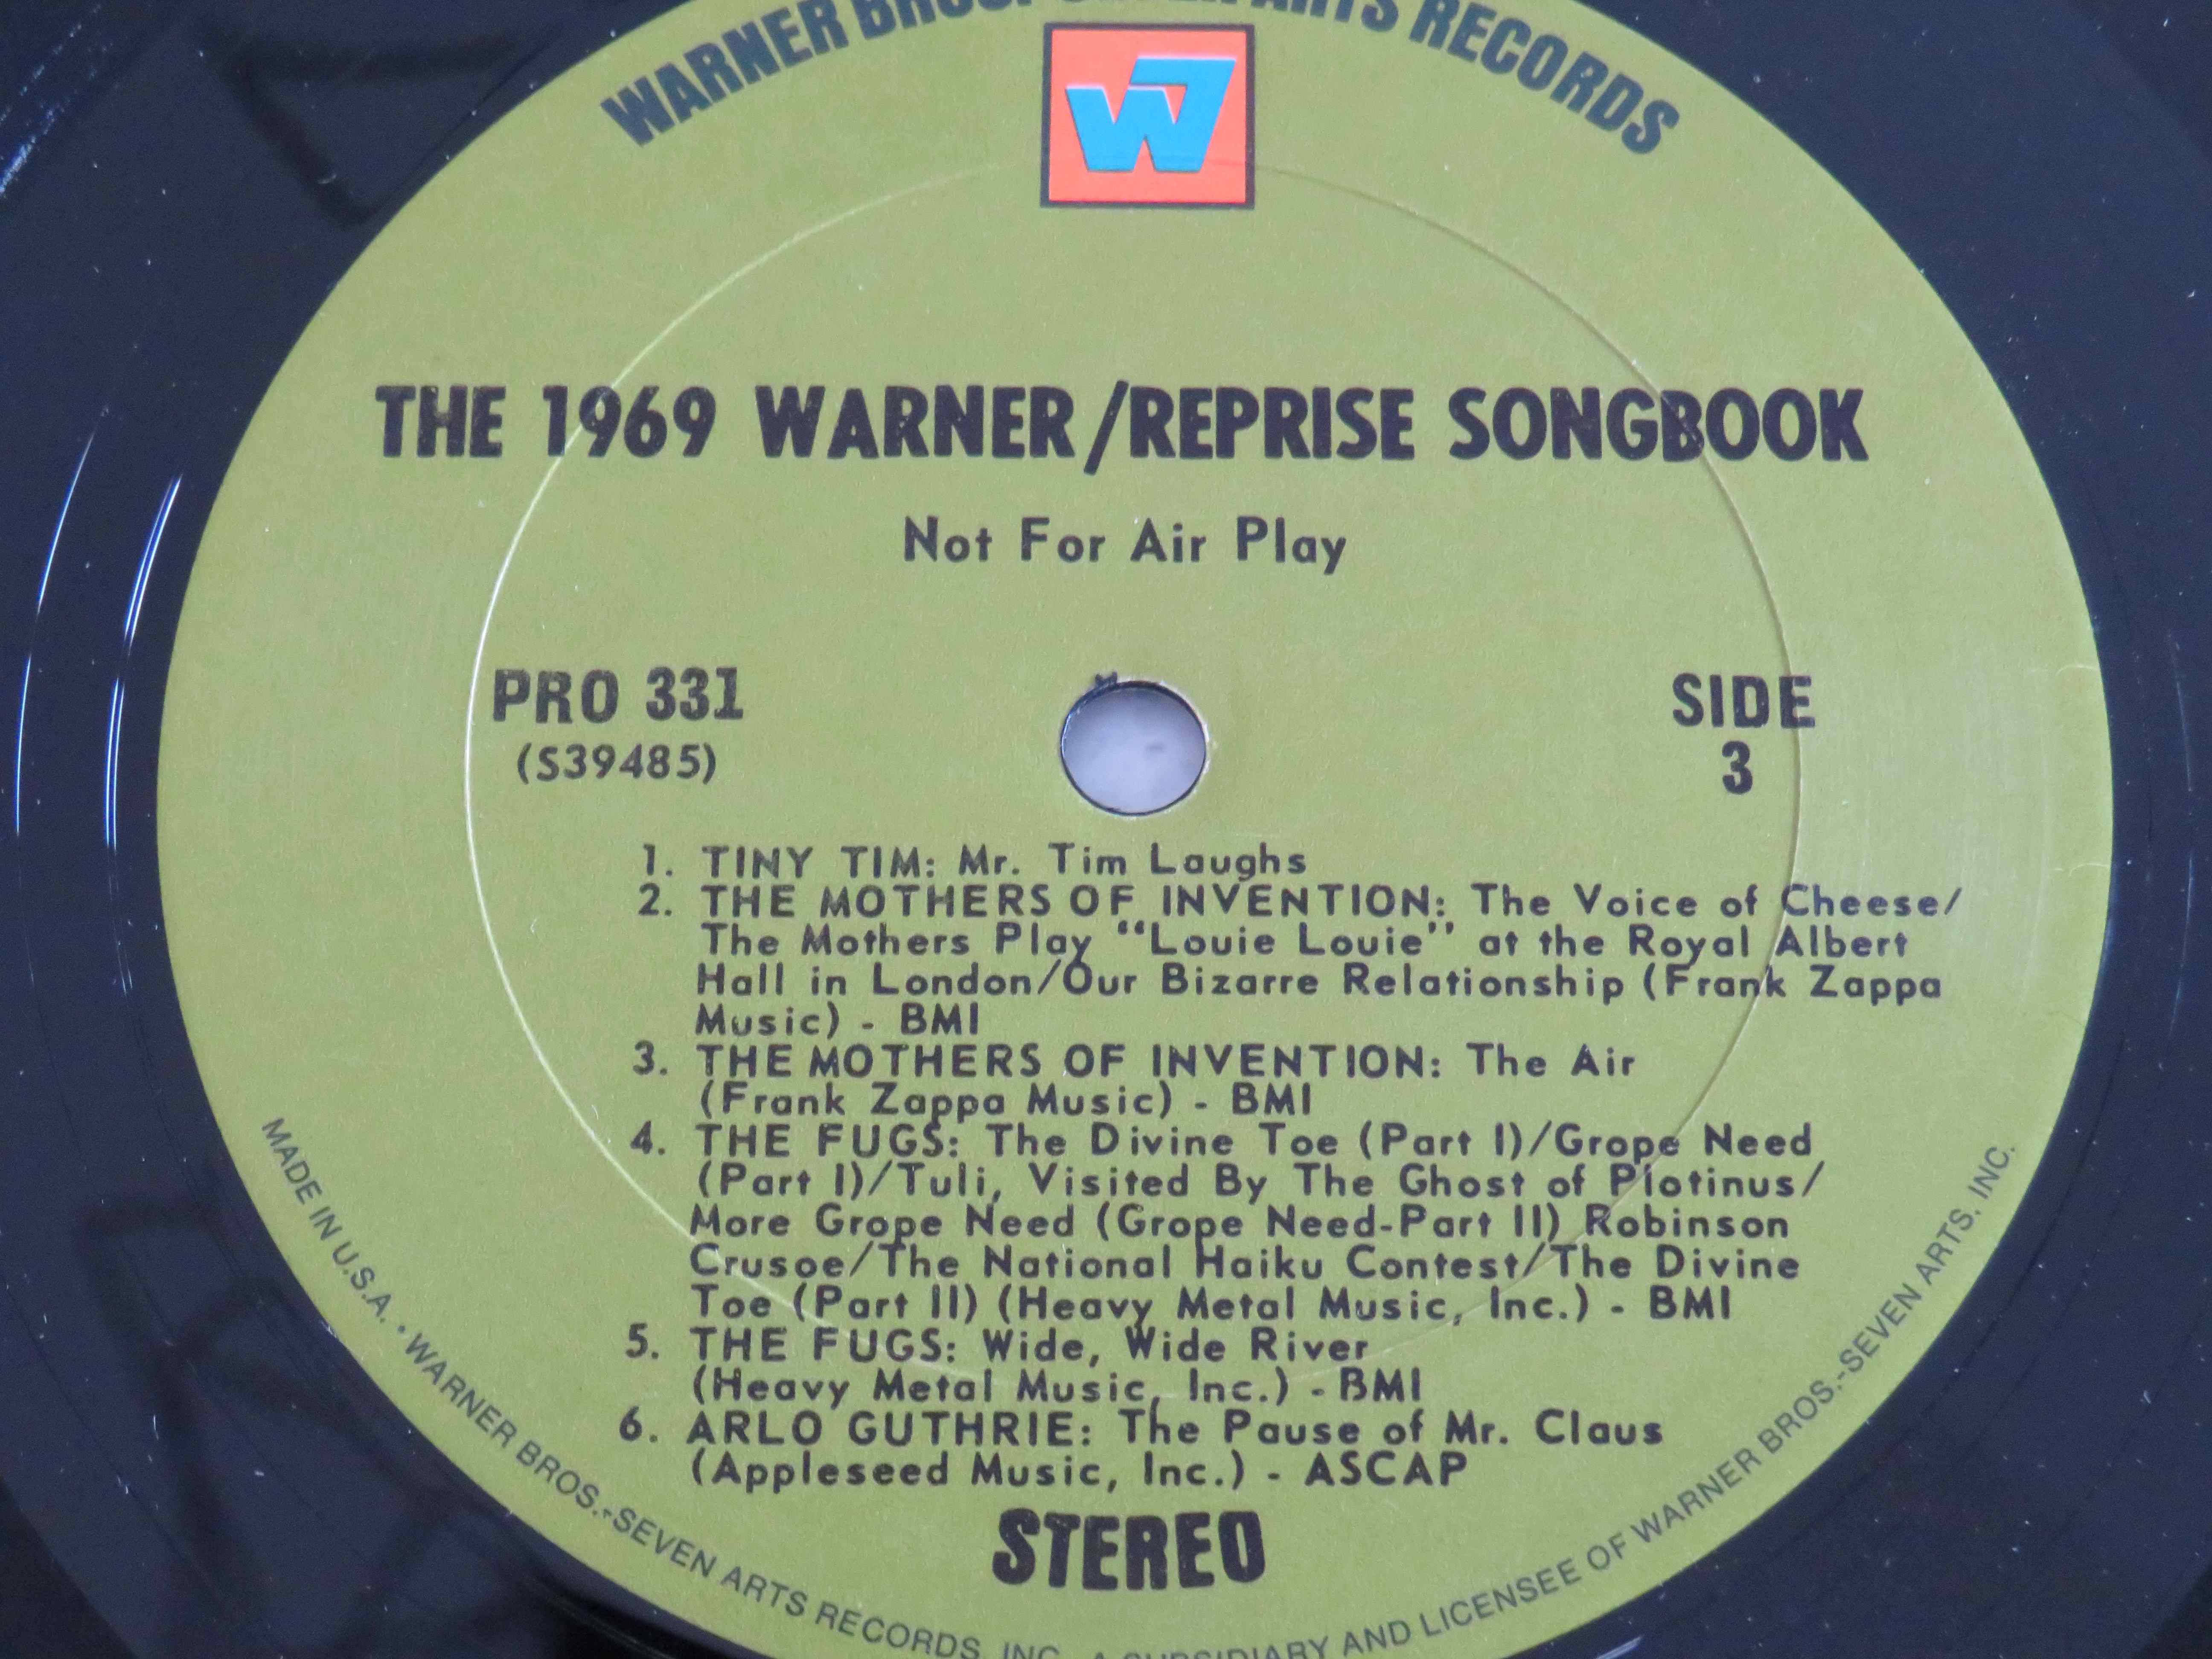 WARNER BROS. ARTS RECORDS
W7
THE 1969 WARNER/REPRISE SONGBOOK
Not For Air Play
PRO 331
(S39485)
SIDE
3
1. TINY TIM: Mr. Tim Laughs
2. THE MOTHERS OF INVENTION: The Voice of Cheese/
The Mothers Play “Louie Louie” at the Royal Albert
Hall in London/Our Bizarre Relationship (Frank Zappa
Music) - BMI
3. THE MOTHERS OF INVENTION: The Air
(Frank Zappa Music) - BMI
4. THE FUGS: The Divine Toe (Part I)/Grope Need
(Part I)/Tuli, Visited By The Ghost of Plotinus/
More Grope Need (Grope Need-Part II) Robinson
Crusoe/The National Haiku Contest/The Divine
Toe (Part II) (Heavy Metal Music, Inc.) - BMI
5. THE FUGS: Wide, Wide River
(Heavy Metal Music, Inc.) - BMI
6. ARLO GUTHRIE: The Pause of Mr. Claus
(Appleseed Music, Inc.) - ASCAP
STEREO
MADE IN U.S.A. • WARNER BROS.-SEVEN ARTS RECORDS, INC., A SUBSIDIARY AND LICENSEE OF WARNER BROS.-SEVEN ARTS, INC.